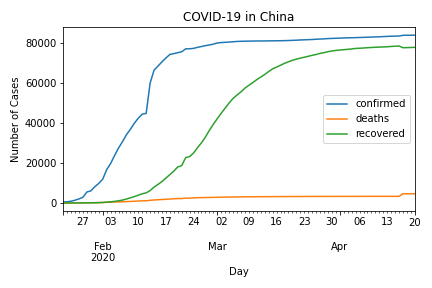 COVID-19 in China
Number of Cases
80000
60000
40000
20000
0
confirmed
deaths
recovered
27 03 10 17 24 02 09 16 23 30 06 13 20
Feb Mar Apr
2020
Day